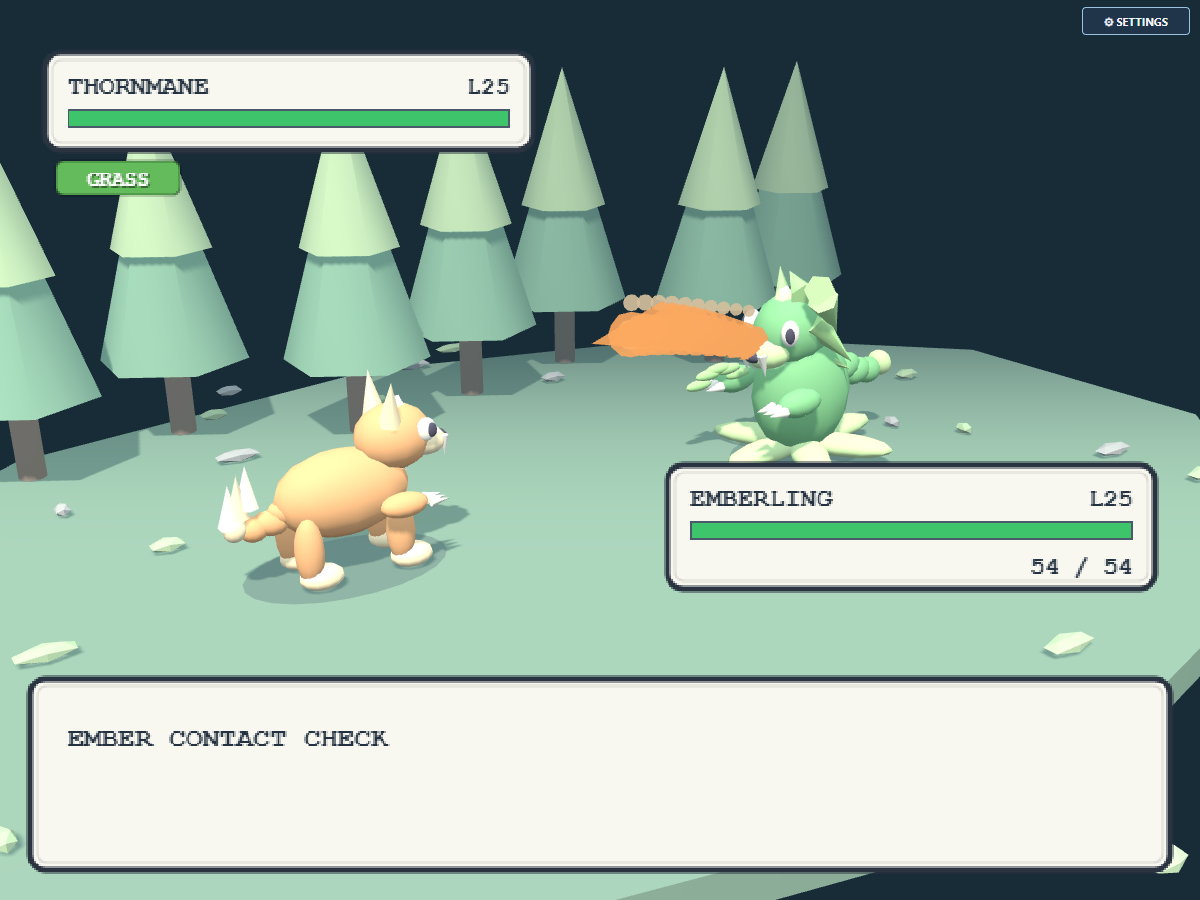 ⚙ SETTINGS
THORNMANE L25
GRASS
EMBERLING L25
54 / 54
EMBER CONTACT CHECK